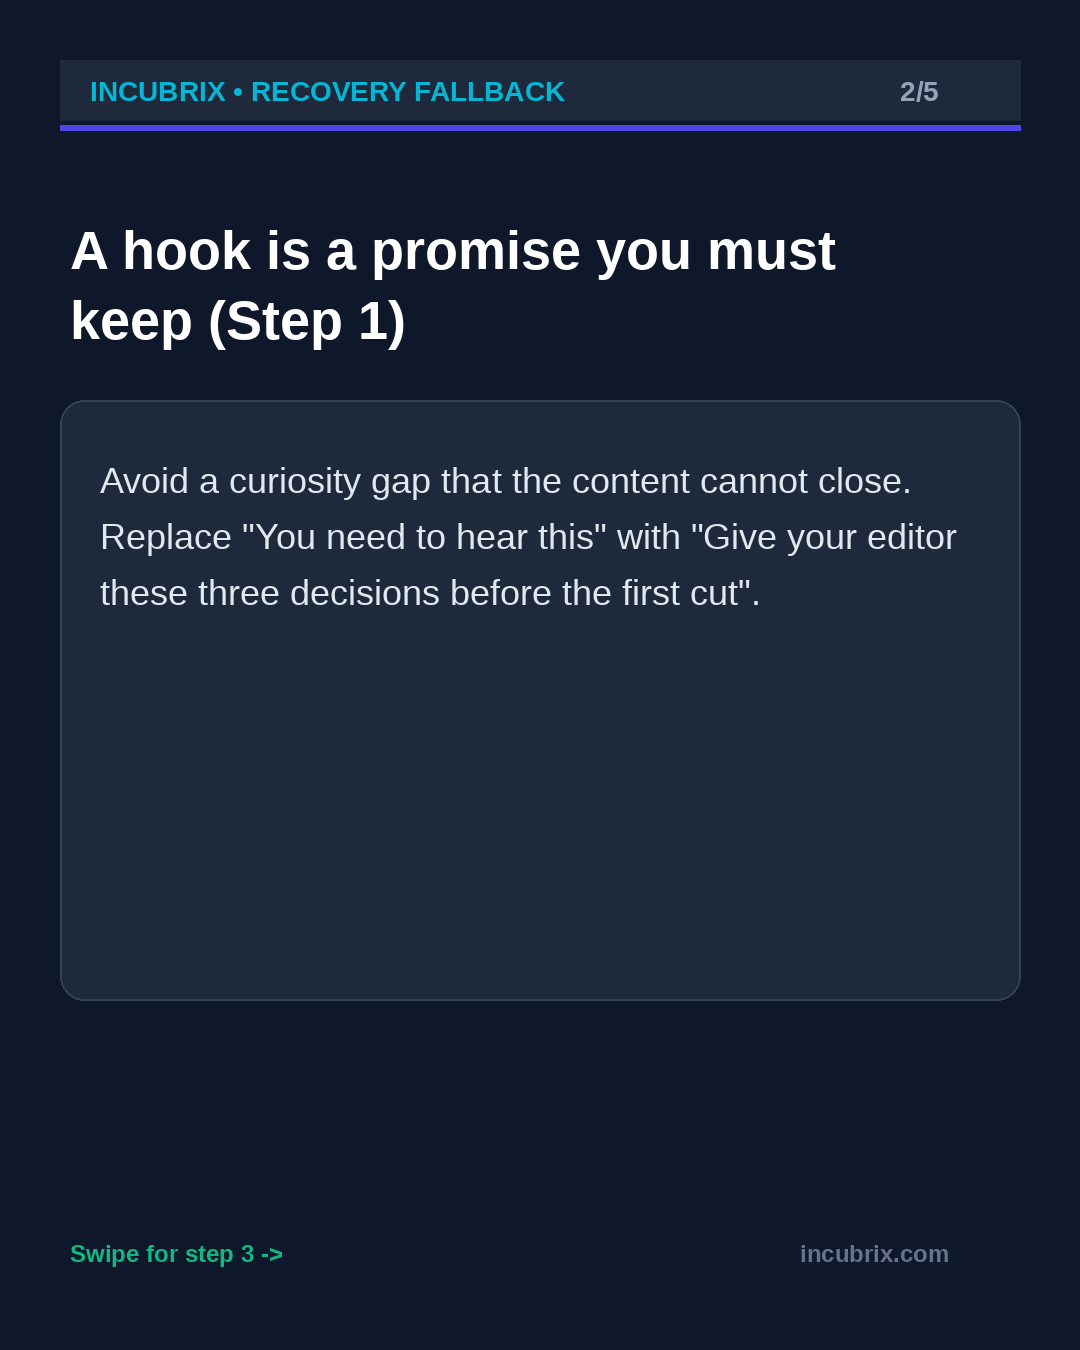 INCUBRIX • RECOVERY FALLBACK 2/5
A hook is a promise you must
keep (Step 1)
Avoid a curiosity gap that the content cannot close.
Replace "You need to hear this" with "Give your editor
these three decisions before the first cut".
Swipe for step 3 -> incubrix.com